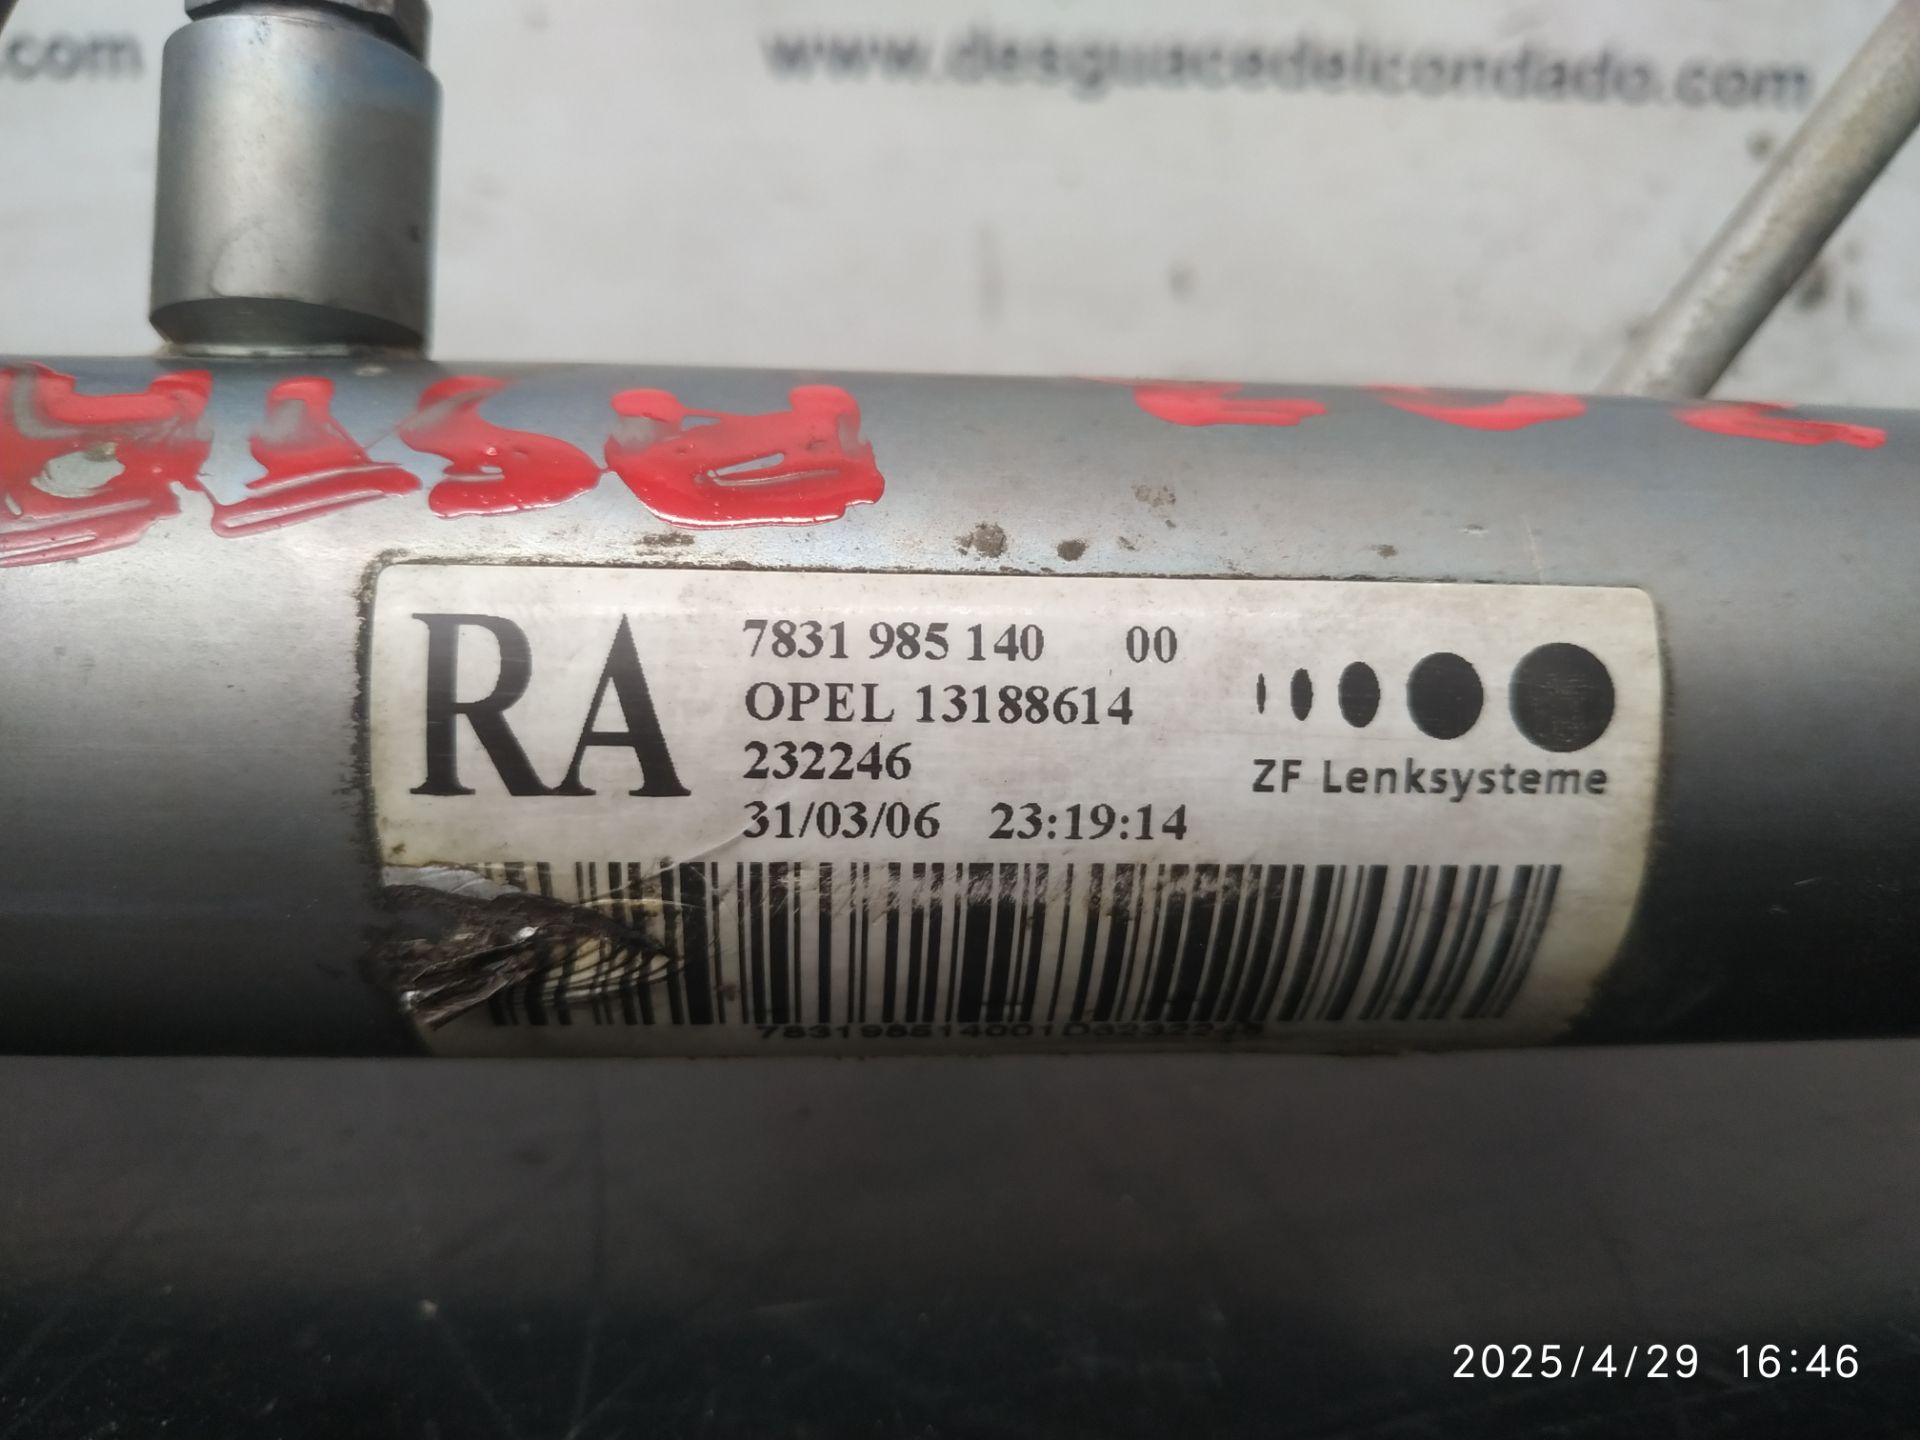 .com
www.desguacedelcondado.com
RA
7831 985 140 00
OPEL 13188614
232246
31/03/06 23:19:14
ZF Lenksysteme
78319851400103232246
2025/4/29 16:46